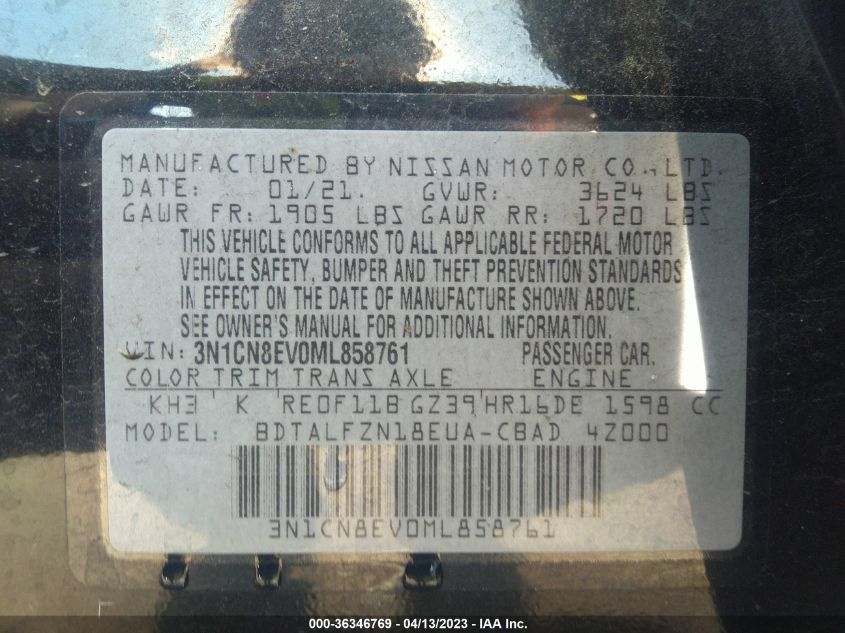 MANUFACTURED BY NISSAN MOTOR CO., LTD.
DATE: 01/21. GVWR: 3624 LBS
GAWR FR: 1905 LBS GAWR RR: 1720 LBS
THIS VEHICLE CONFORMS TO ALL APPLICABLE FEDERAL MOTOR
VEHICLE SAFETY, BUMPER AND THEFT PREVENTION STANDARDS
IN EFFECT ON THE DATE OF MANUFACTURE SHOWN ABOVE.
SEE OWNER'S MANUAL FOR ADDITIONAL INFORMATION.
VIN: 3N1CN8EV0ML858761 PASSENGER CAR.
COLOR TRIM TRANS AXLE ENGINE
KH3 ' K ' RE0F11B GZ39 ' HR16DE 1598 CC
MODEL: BDTALFZN18EUA-CBAD 4Z000
3N1CN8EV0ML858761
000-36346769 - 04/13/2023 - IAA Inc.